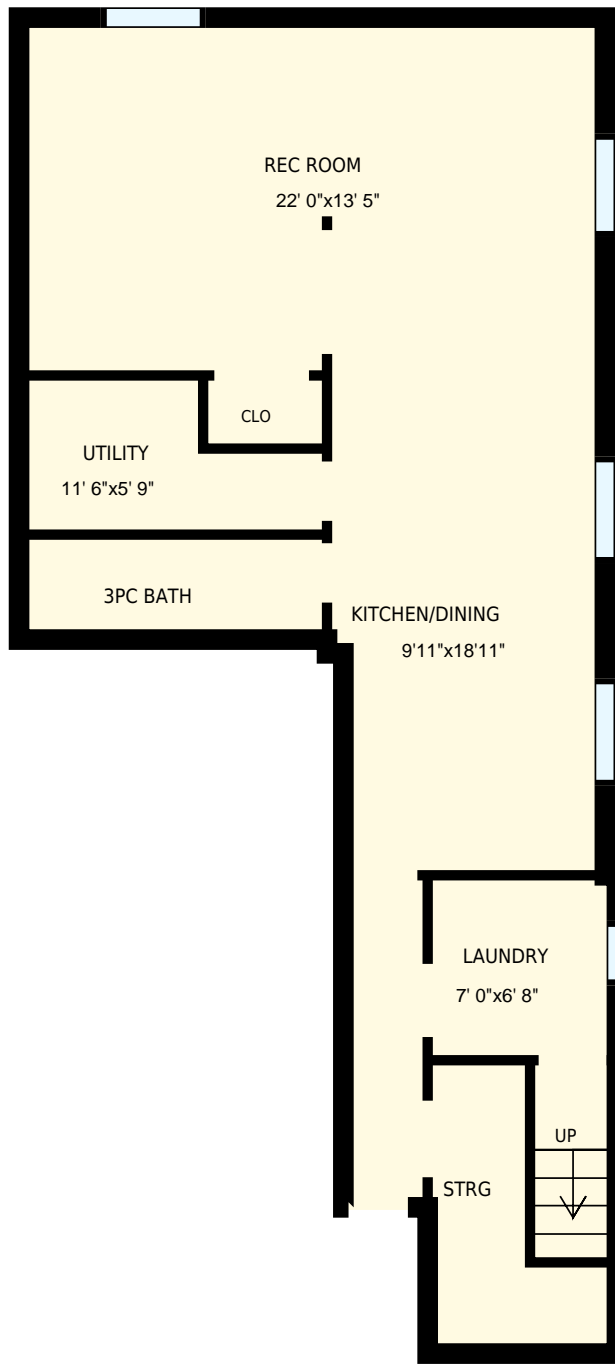 REC ROOM
22' 0"x13' 5"
CLO
UTILITY
11' 6"x5' 9"
3PC BATH
KITCHEN/DINING
9'11"x18'11"
LAUNDRY
7' 0"x6' 8"
UP
STRG